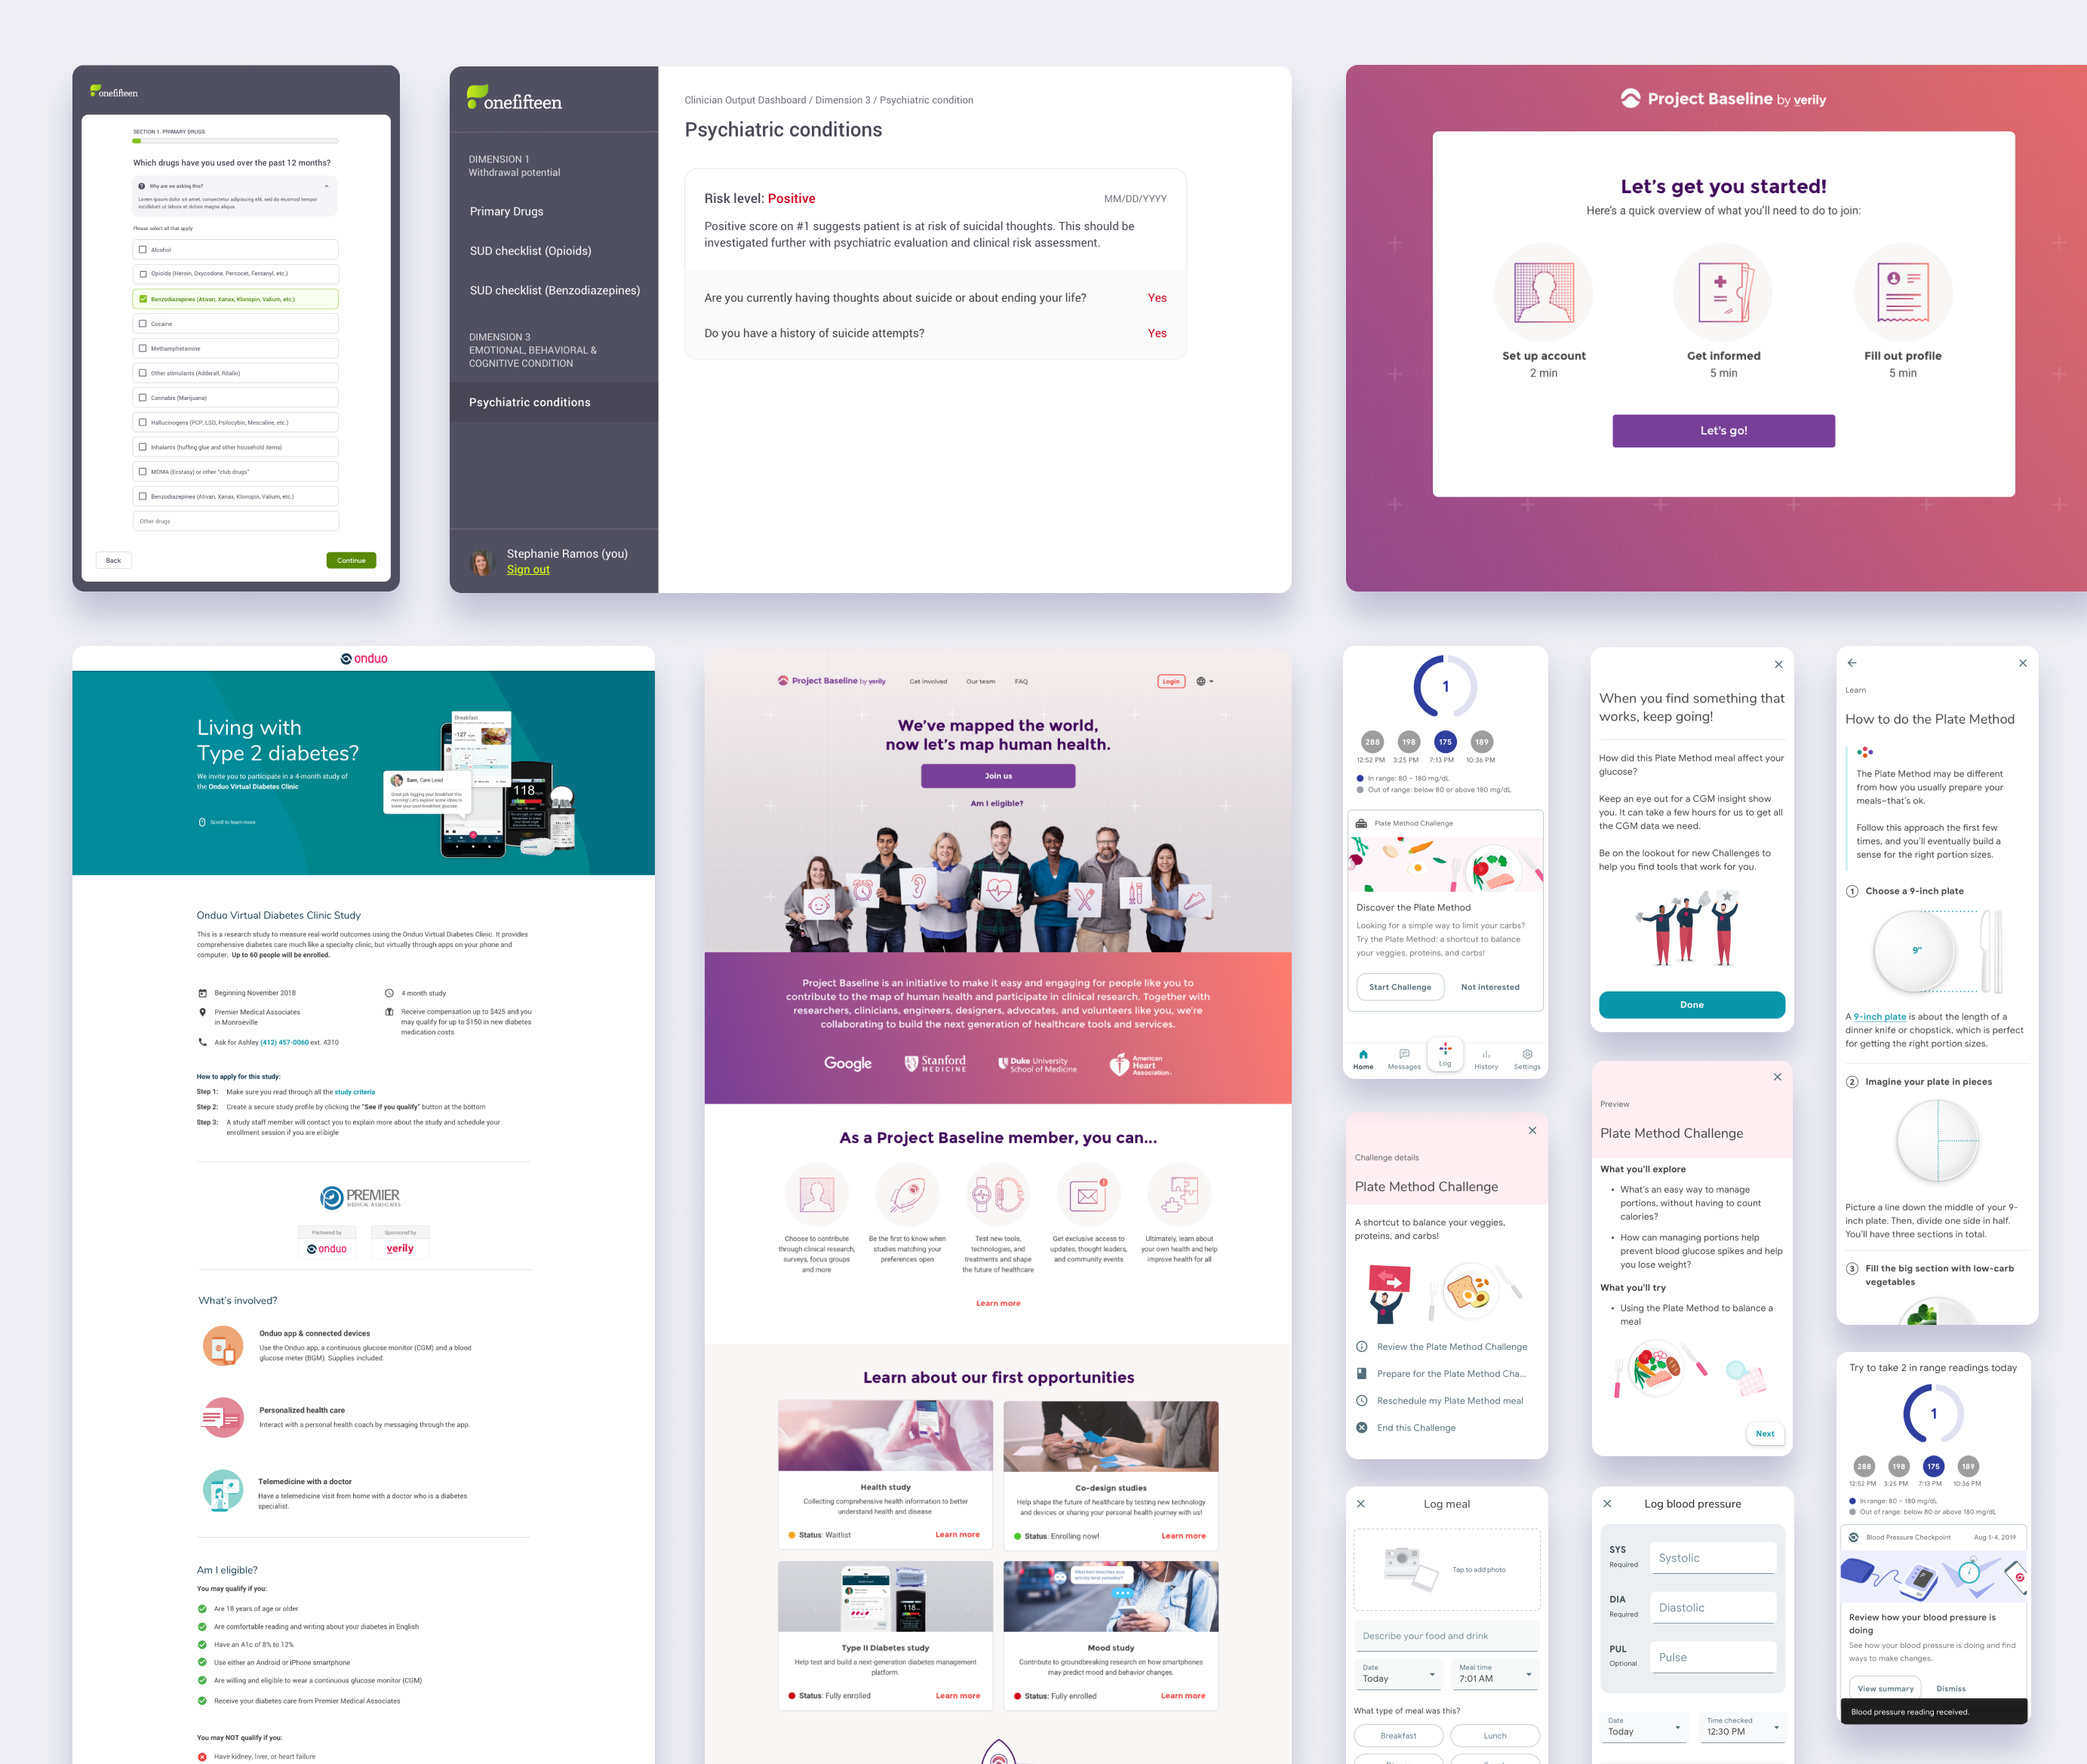 onefifteen
SECTION 1. PRIMARY DRUGS
Which drugs have you used over the past 12 months?
Why are we asking this?
Lorem ipsum dolor sit amet, consectetur adipiscing elit, sed do eiusmod tempor
incididunt ut labore et dolore magna aliqua
Please select all that apply
Alcohol
Opioids (Heroin, Oxycodone, Percocet, Fentanyl, etc.)
Benzodiazepines (Ativan, Xanax, Klonopin, Valium, etc.)
Cocaine
Methamphetamine
Other stimulants (Adderall, Ritalin)
Cannabis (Marijuana)
Hallucinogens (PCP, LSD, Psilocybin, Mescaline, etc.)
Inhalants (huffing glue and other household items)
MDMA (Ecstasy) or other "club drugs"
Benzodiazepines (Ativan, Xanax, Klonopin, Valium, etc.)
Other drugs
Back
Continue
onefifteen
DIMENSION 1
Withdrawal potential
Primary Drugs
SUD checklist (Opioids)
SUD checklist (Benzodiazepines)
DIMENSION 3
EMOTIONAL, BEHAVIORAL &
COGNITIVE CONDITION
Psychiatric conditions
Stephanie Ramos (you)
Sign out
Clinician Output Dashboard / Dimension 3 / Psychiatric condition
Psychiatric conditions
Risk level: Positive
MM/DD/YYYY
Positive score on #1 suggests patient is at risk of suicidal thoughts. This should be
investigated further with psychiatric evaluation and clinical risk assessment.
Are you currently having thoughts about suicide or about ending your life? Yes
Do you have a history of suicide attempts? Yes
Project Baseline by verily
Let's get you started!
Here's a quick overview of what you'll need to do to join:
Set up account
2 min
Get informed
5 min
Fill out profile
5 min
Let's go!
onduo
Living with
Type 2 diabetes?
We invite you to participate in a 4-month study of
the Onduo Virtual Diabetes Clinic
Scroll to learn more
Breakfast
-127
Sam, Care Lead
Great job logging your breakfast this
morning! Let's explore some ideas to
lower your post-breakfast glucose.
118
Onduo Virtual Diabetes Clinic Study
This is a research study to measure real-world outcomes using the Onduo Virtual Diabetes Clinic. It provides
comprehensive diabetes care much like a specialty clinic, but virtually through apps on your phone and
computer. Up to 60 people will be enrolled.
Beginning November 2018
4 month study
Premier Medical Associates
in Monroeville
Receive compensation up to $425 and you
may qualify for up to $150 in new diabetes
medication costs
Ask for Ashley (412) 457-0060 ext. 4310
How to apply for this study:
Step 1: Make sure you read through all the study criteria
Step 2: Create a secure study profile by clicking the "See if you qualify" button at the bottom
Step 3: A study staff member will contact you to explain more about the study and schedule your
enrollment session if you are elibigle
PREMIER
MEDICAL ASSOCIATES
Partnered by
onduo
Sponsored by
verily
What's involved?
Onduo app & connected devices
Use the Onduo app, a continuous glucose monitor (CGM) and a blood
glucose meter (BGM). Supplies included.
Personalized health care
Interact with a personal health coach by messaging through the app.
Telemedicine with a doctor
Have a telemedicine visit from home with a doctor who is a diabetes
specialist.
Am I eligible?
You may qualify if you:
Are 18 years of age or older
Are comfortable reading and writing about your diabetes in English
Have an A1c of 8% to 12%
Use either an Android or iPhone smartphone
Are willing and eligible to wear a continuous glucose monitor (CGM)
Receive your diabetes care from Premier Medical Associates
You may NOT qualify if you:
Have kidney, liver, or heart failure
Project Baseline by verily
Get involved
Our team
FAQ
Login
We've mapped the world,
now let's map human health.
Join us
Am I eligible?
Project Baseline is an initiative to make it easy and engaging for people like you to
contribute to the map of human health and participate in clinical research. Together with
researchers, clinicians, engineers, designers, advocates, and volunteers like you, we're
collaborating to build the next generation of healthcare tools and services.
Google
Stanford
MEDICINE
Duke University
School of Medicine
American
Heart
Association.
As a Project Baseline member, you can...
Choose to contribute
through clinical research,
surveys, focus groups
and more
Be the first to know when
studies matching your
preferences open
Test new tools,
technologies, and
treatments and shape
the future of healthcare
Get exclusive access to
updates, thought leaders,
and community events
Ultimately, learn about
your own health and help
improve health for all
Learn more
Learn about our first opportunities
Health study
Collecting comprehensive health information to better
understand health and disease.
Status: Waitlist
Learn more
Co-design studies
Help shape the future of healthcare by testing new technology
and devices or sharing your personal health journey with us!
Status: Enrolling now!
Learn more
118
Type II Diabetes study
Help test and build a next-generation diabetes management
platform.
Status: Fully enrolled
Learn more
Mood study
Contribute to groundbreaking research on how smartphones
may predict mood and behavior changes.
Status: Fully enrolled
Learn more
1
288
198
175
189
12:52 PM 3:25 PM 7:13 PM 10:36 PM
In range: 80 – 180 mg/dL
Out of range: below 80 or above 180 mg/dL
Plate Method Challenge
Discover the Plate Method
Looking for a simple way to limit your carbs?
Try the Plate Method: a shortcut to balance
your veggies, proteins, and carbs!
Start Challenge
Not interested
Home
Messages
Log
History
Settings
Challenge details
Plate Method Challenge
A shortcut to balance your veggies,
proteins, and carbs!
Review the Plate Method Challenge
Prepare for the Plate Method Cha...
Reschedule my Plate Method meal
End this Challenge
Log meal
Tap to add photo
Describe your food and drink
Date
Today
Meal time
7:01 AM
What type of meal was this?
Breakfast
Lunch
When you find something that
works, keep going!
How did this Plate Method meal affect your
glucose?
Keep an eye out for a CGM insight show
you. It can take a few hours for us to get all
the CGM data we need.
Be on the lookout for new Challenges to
help you find tools that work for you.
Done
Preview
Plate Method Challenge
What you'll explore
• What's an easy way to manage
portions, without having to count
calories?
• How can managing portions help
prevent blood glucose spikes and help
you lose weight?
What you'll try
• Using the Plate Method to balance a
meal
Next
Log blood pressure
SYS
Required
Systolic
DIA
Required
Diastolic
PUL
Optional
Pulse
Date
Today
Time checked
12:30 PM
Learn
How to do the Plate Method
The Plate Method may be different
from how you usually prepare your
meals–that's ok.
Follow this approach the first few
times, and you'll eventually build a
sense for the right portion sizes.
1 Choose a 9-inch plate
9"
A 9-inch plate is about the length of a
dinner knife or chopstick, which is perfect
for getting the right portion sizes.
2 Imagine your plate in pieces
Picture a line down the middle of your 9-
inch plate. Then, divide one side in half.
You'll have three sections in total.
3 Fill the big section with low-carb
vegetables
Try to take 2 in range readings today
1
288
198
175
189
12:52 PM 3:25 PM 7:13 PM 10:36 PM
In range: 80 – 180 mg/dL
Out of range: below 80 or above 180 mg/dL
Blood Pressure Checkpoint
Aug 1-4, 2019
Review how your blood pressure is
doing
See how your blood pressure is doing and find
ways to make changes.
View summary
Dismiss
Blood pressure reading received.